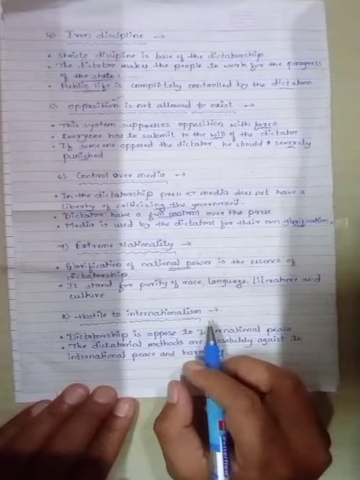 4) Iron discipline →
• Stricte discipline is base of the dictatorship
• The dictator makes the people to work for the progress
of the state.
• Public life is completely controlled by the dictation
5) opposition is not allowed to exist →
• This system suppresses opposition with force
• Everyone has to submit to the will of the dictator
• If someone opposed the dictator he should severely
punished
6) Control over media →
• In the dictatorship press media does not have a
liberty of criticizing the government.
• Dictator have a full control over the press
• Media is used by the dictator for their own glorification
7) Extreme nationality →
• Glorification of national power is the essence of
dictatorship
• It stand for purity of race, language, literature and
culture
8) Hostile to internationalism →
• Dictatorship is oppose to international peace
• The dictatorial methods are agaist to
international peace and